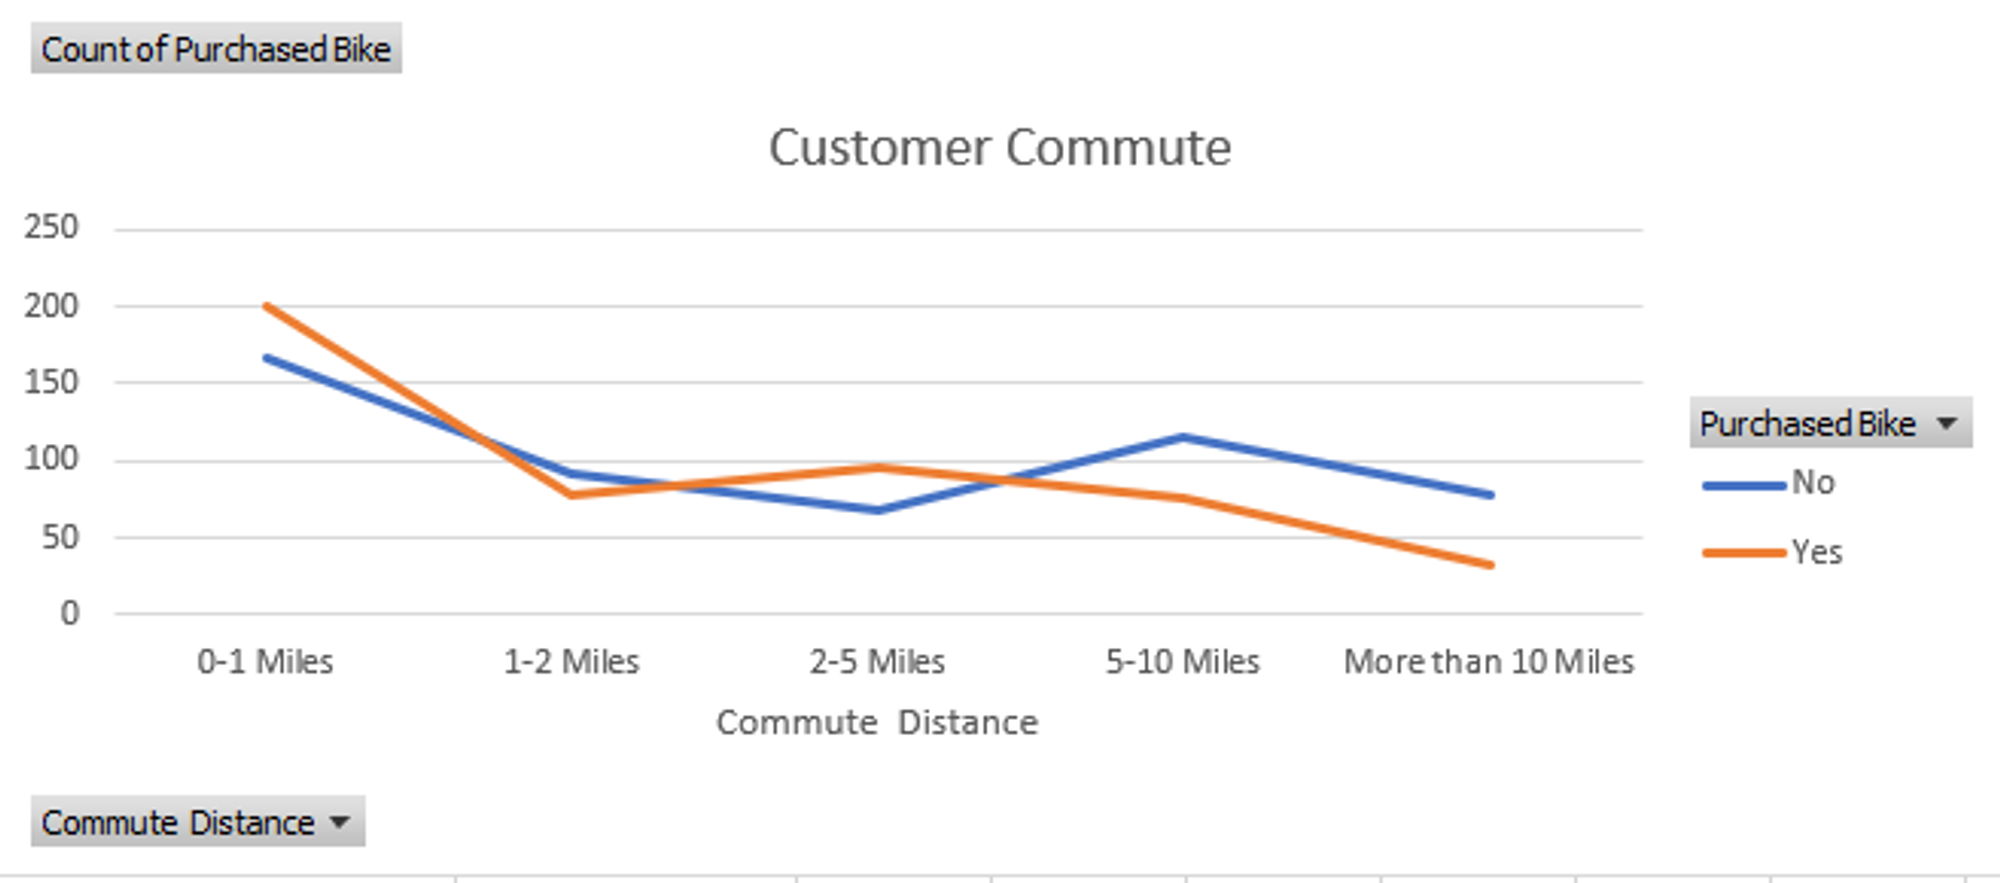 Count of Purchased Bike
Customer Commute
250
200
150
100
50
0
0-1 Miles
1-2 Miles
2-5 Miles
5-10 Miles
More than 10 Miles
Commute Distance
Purchased Bike
No
Yes
Commute Distance